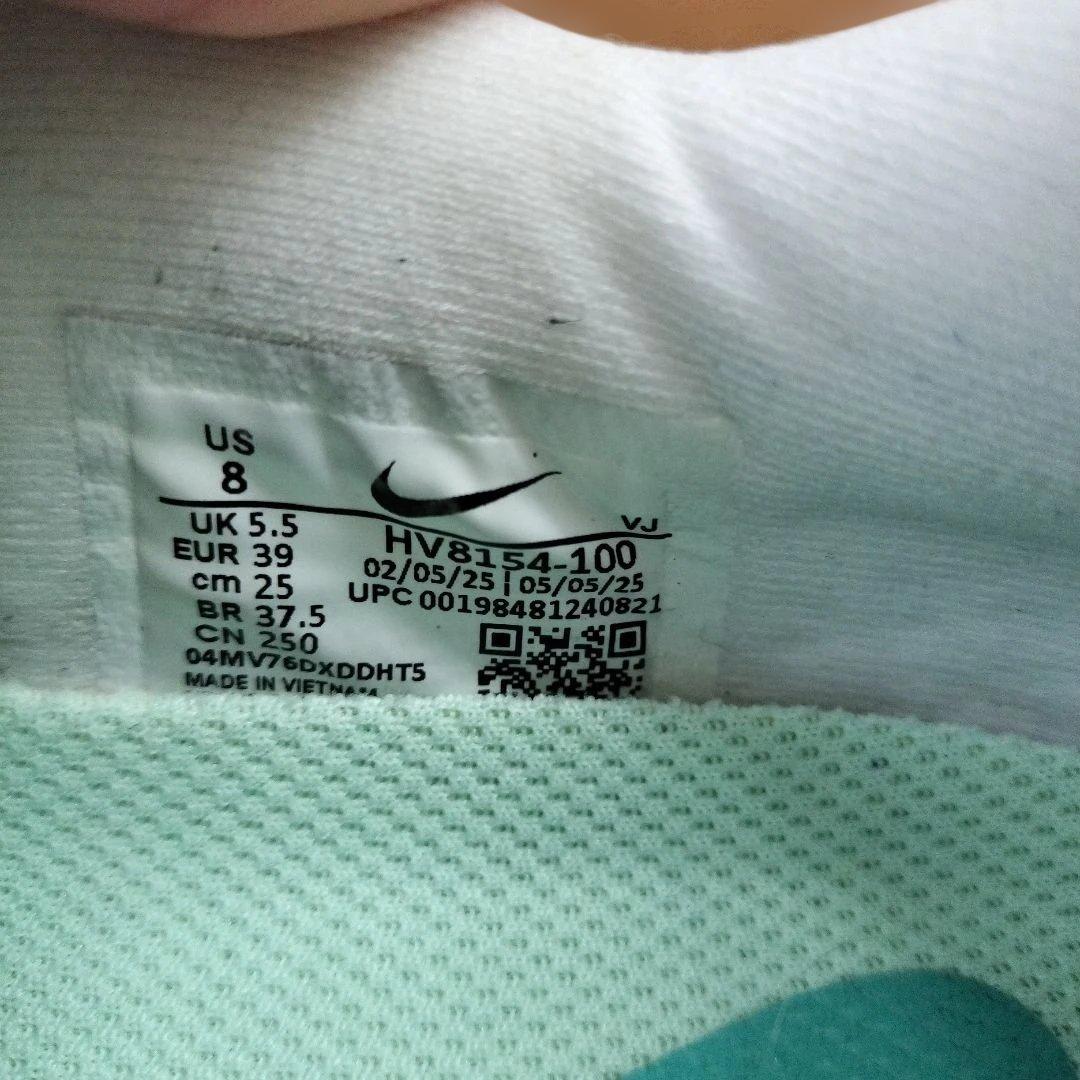 US
8
VJ
UK 5.5
HV8154-100
EUR 39
02/05/25 | 05/05/25
cm 25
UPC 00198481240821
BR 37.5
CN 250
04MV76DXDDHT5
MADE IN